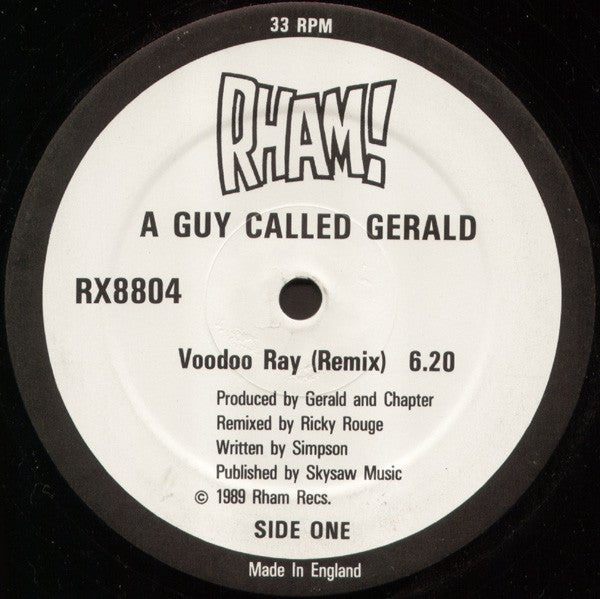 33 RPM
RHAM!
A GUY CALLED GERALD
RX8804
Voodoo Ray (Remix) 6.20
Produced by Gerald and Chapter
Remixed by Ricky Rouge
Written by Simpson
Published by Skysaw Music
© 1989 Rham Recs.
SIDE ONE
Made In England